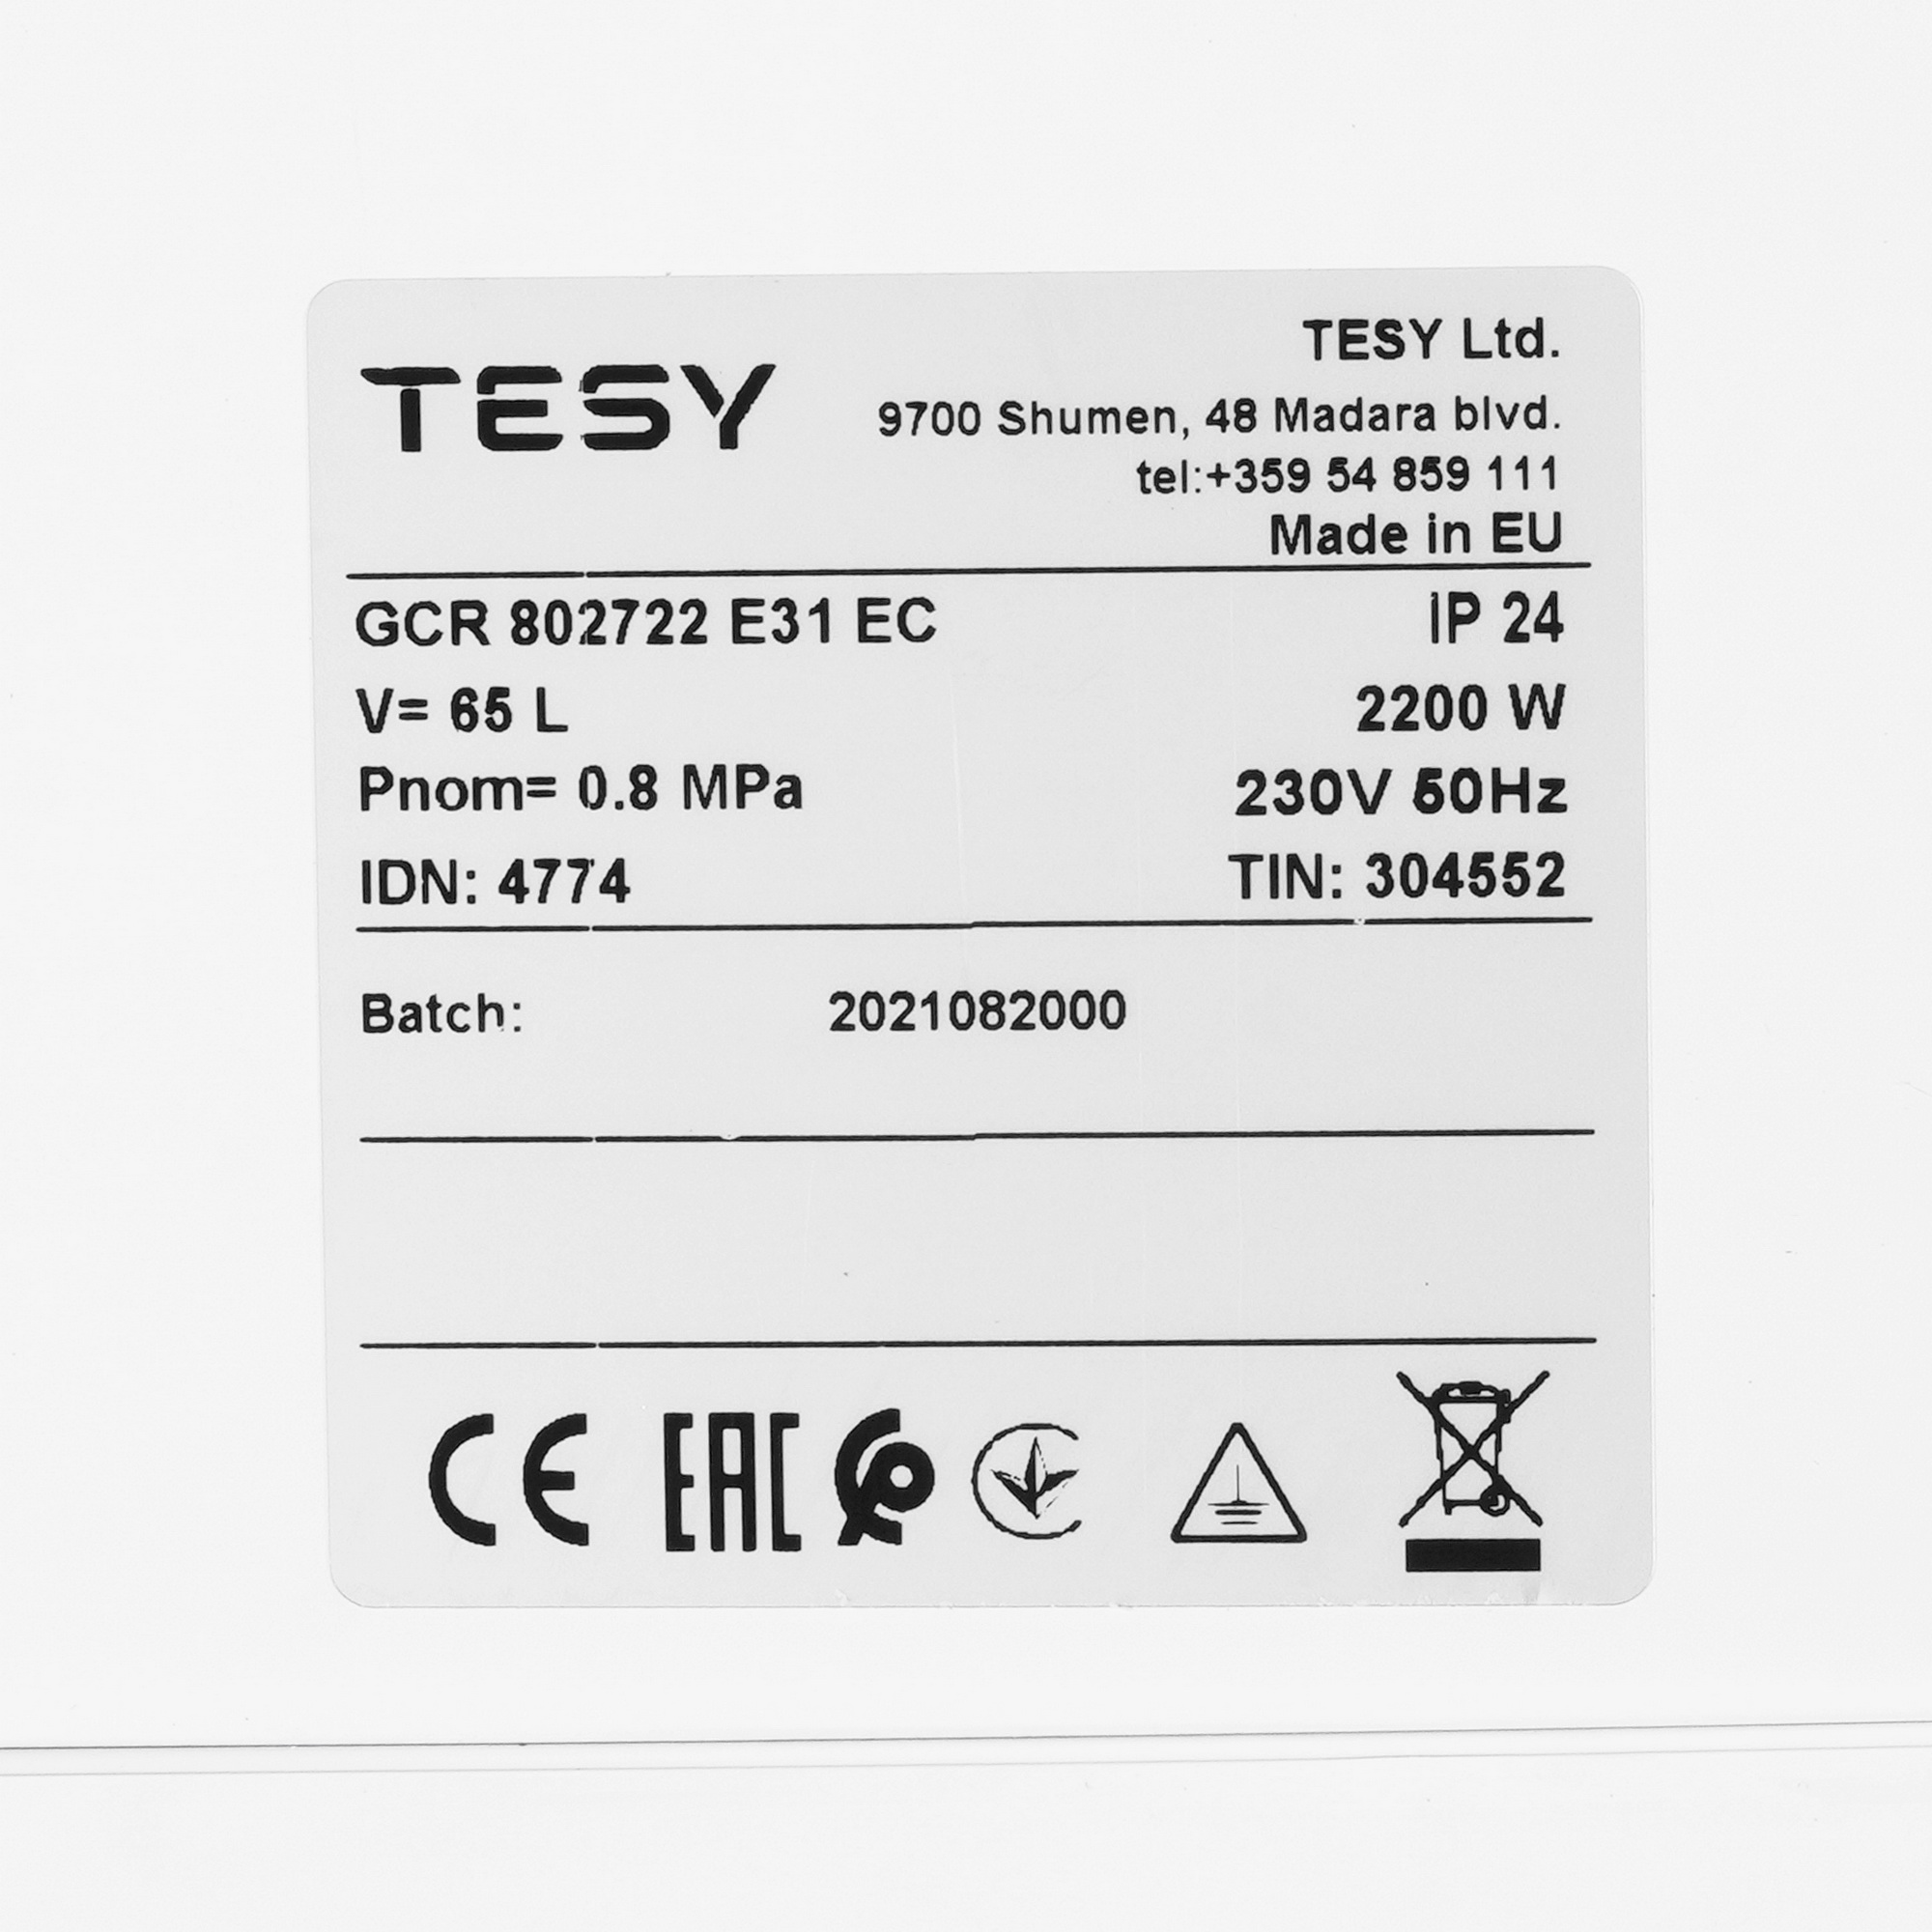 TESY
TESY Ltd.
9700 Shumen, 48 Madara blvd.
tel:+359 54 859 111
Made in EU
GCR 802722 E31 EC
IP 24
V= 65 L
2200 W
Pnom= 0.8 MPa
230V 50Hz
IDN: 4774
TIN: 304552
Batch: 2021082000
CE EAC